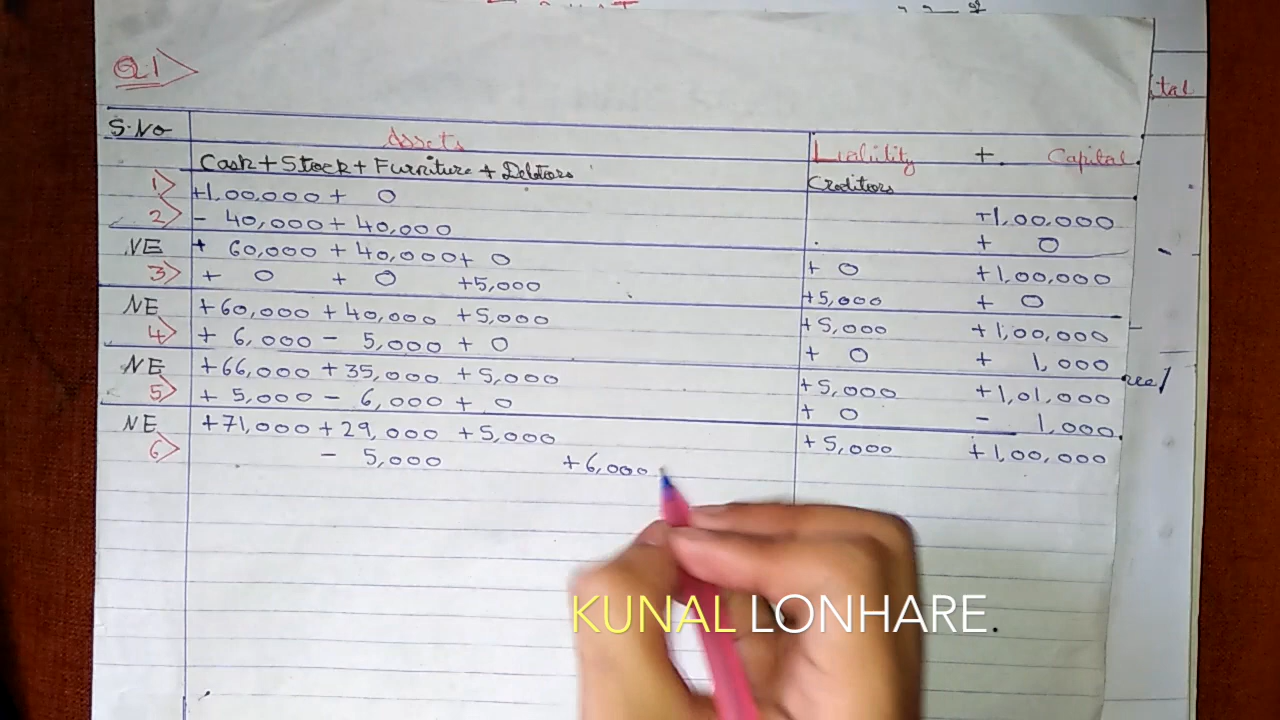 Q.1
S.No Assets Liability + Capital
Cash + Stock + Furniture + Debtors Creditors
1) +1,00,000 + 0 +1,00,000
2) - 40,000 + 40,000 + 0
NE + 60,000 + 40,000 + 0 + 0 +1,00,000
3) + 0 + 0 +5,000 +5,000 + 0
NE +60,000 + 40,000 +5,000 +5,000 +1,00,000
4) + 6,000 - 5,000 + 0 + 0 + 1,000
NE +66,000 +35,000 +5,000 +5,000 +1,01,000
5) + 5,000 - 6,000 + 0 + 0 - 1,000
NE +71,000 +29,000 +5,000 +5,000 +1,00,000
6) - 5,000 +6,000
tal
KUNAL LONHARE.